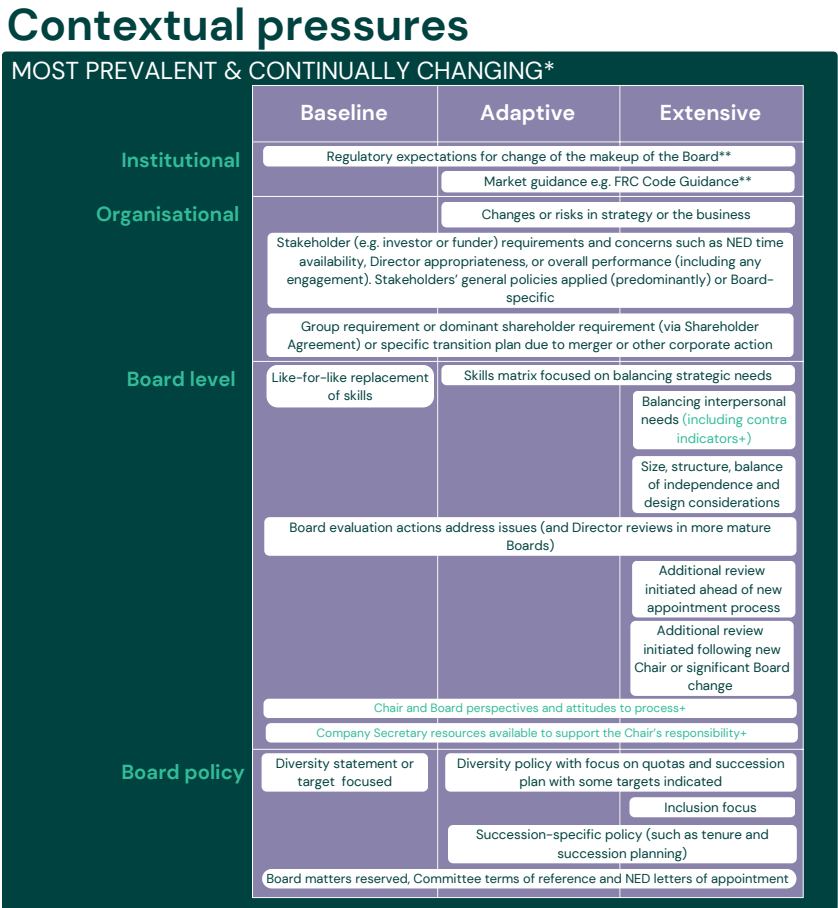 Contextual pressures
MOST PREVALENT & CONTINUALLY CHANGING*
Baseline
Adaptive
Extensive
Institutional
Regulatory expectations for change of the makeup of the Board**
Market guidance e.g. FRC Code Guidance**
Organisational
Changes or risks in strategy or the business
Stakeholder (e.g. investor or funder) requirements and concerns such as NED time
availability, Director appropriateness, or overall performance (including any
engagement). Stakeholders' general policies applied (predominantly) or Board-
specific
Group requirement or dominant shareholder requirement (via Shareholder
Agreement) or specific transition plan due to merger or other corporate action
Board level
Like-for-like replacement
of skills
Skills matrix focused on balancing strategic needs
Balancing interpersonal
needs (including contra
indicators+)
Size, structure, balance
of independence and
design considerations
Board evaluation actions address issues (and Director reviews in more mature
Boards)
Additional review
initiated ahead of new
appointment process
Additional review
initiated following new
Chair or significant Board
change
Chair and Board perspectives and attitudes to process+
Company Secretary resources available to support the Chair's responsibility+
Board policy
Diversity statement or
target focused
Diversity policy with focus on quotas and succession
plan with some targets indicated
Inclusion focus
Succession-specific policy (such as tenure and
succession planning)
Board matters reserved, Committee terms of reference and NED letters of appointment